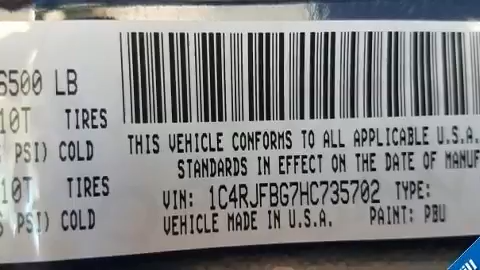 6500 LB
10T TIRES
PSI) COLD
10T TIRES
PSI) COLD
THIS VEHICLE CONFORMS TO ALL APPLICABLE U.S.A.
STANDARDS IN EFFECT ON THE DATE OF MANUF
VIN: 1C4RJFBG7HC735702 TYPE:
VEHICLE MADE IN U.S.A. PAINT: PBU